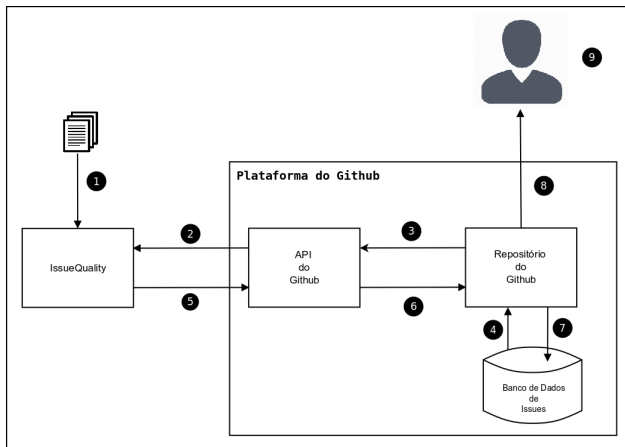 9
1
Plataforma do Github
8
2
3
IssueQuality
API
do
Github
Repositório
do
Github
5
6
4
7
Banco de Dados
de
Issues